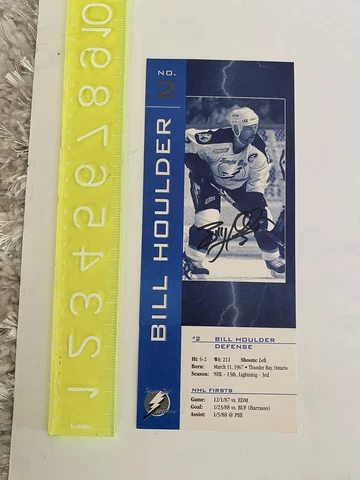 NO.
2
BILL HOULDER
#2 BILL HOULDER
DEFENSE
Ht: 6-2 Wt: 211 Shoots: Left
Born: March 11, 1967 • Thunder Bay, Ontario
Season: NHL - 13th, Lightning - 3rd
NHL FIRSTS
Game: 12/1/87 vs. EDM
Goal: 1/23/88 vs. BUF (Barrasso)
Assist: 1/5/88 @ PHI
1 2 3 4 5 6 7 8 9 10